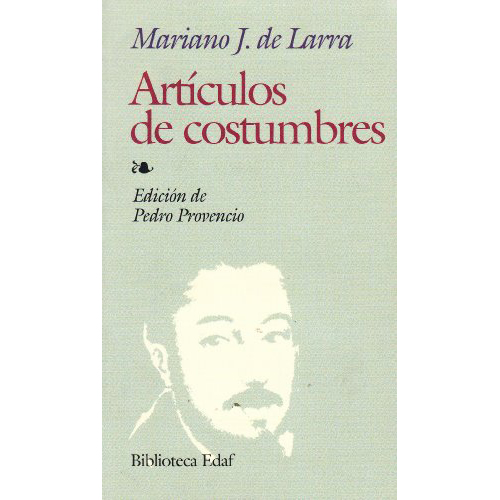 Mariano J. de Larra
Artículos
de costumbres
Edición de
Pedro Provencio
Biblioteca Edaf